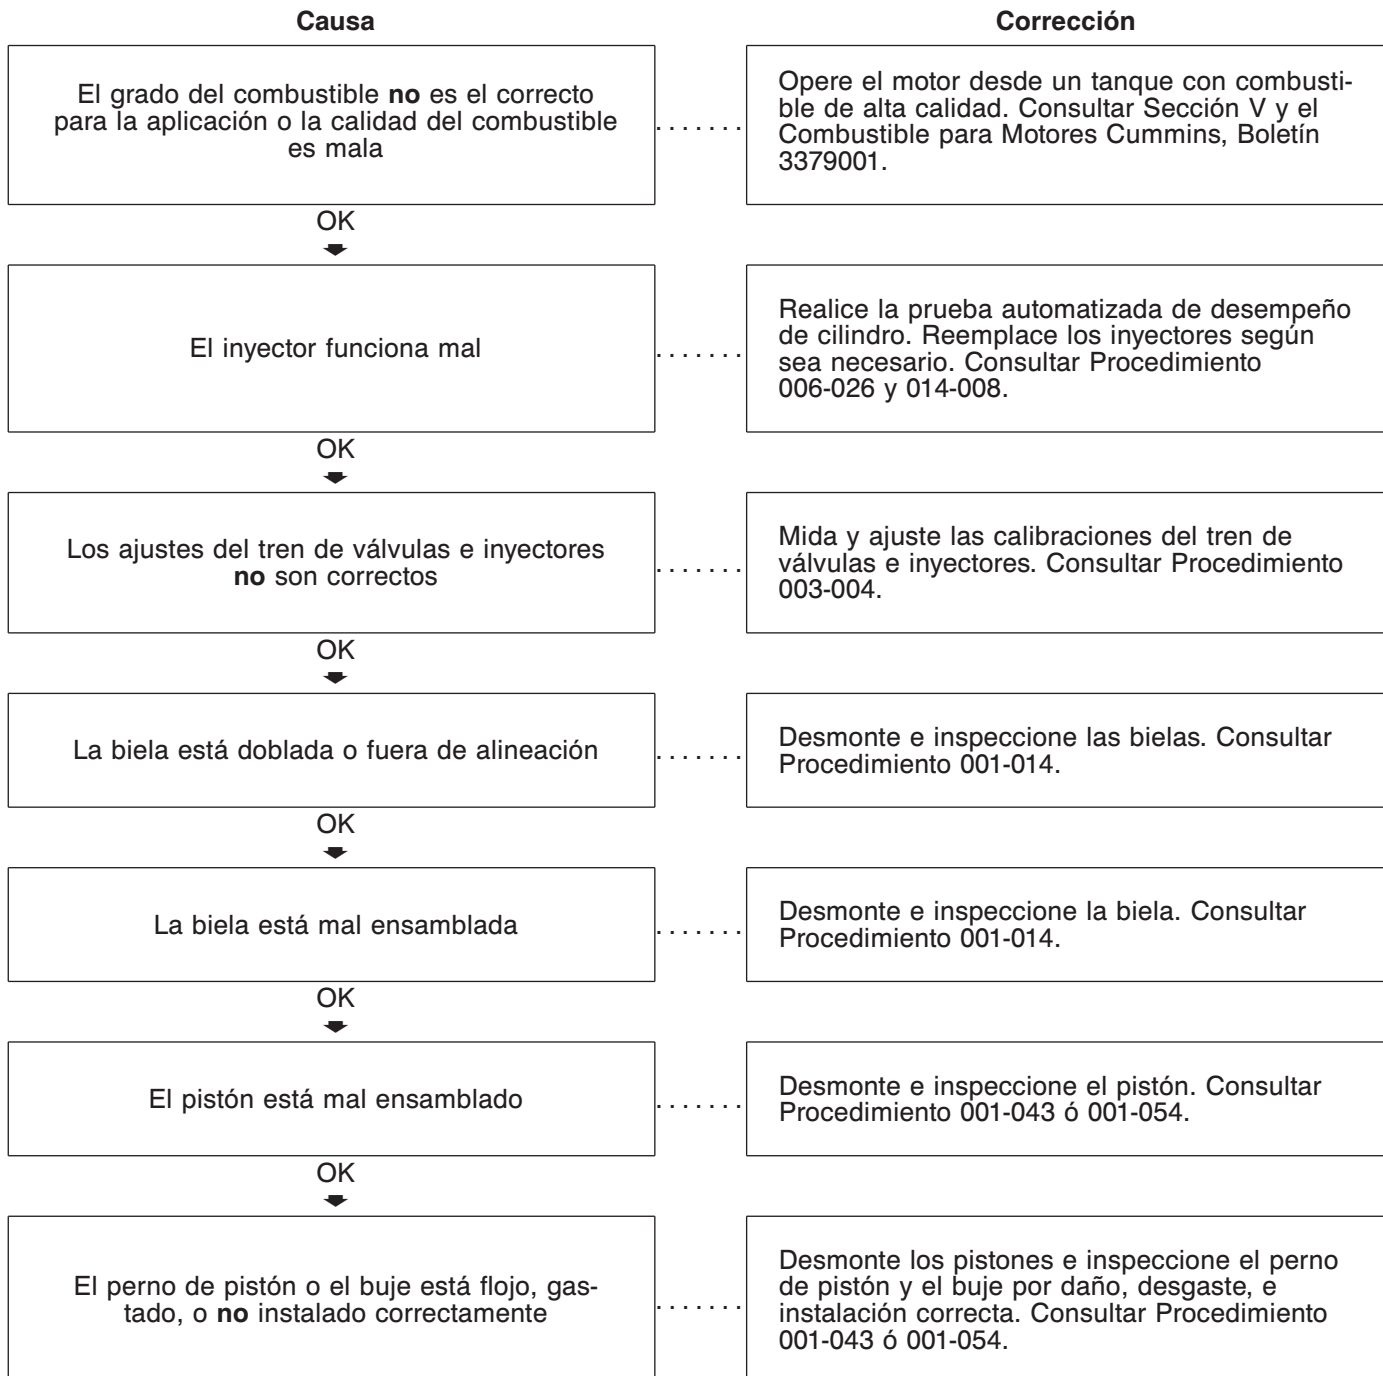 Causa
Corrección
El grado del combustible no es el correcto
para la aplicación o la calidad del combustible
es mala
. . . . . . .
Opere el motor desde un tanque con combusti-
ble de alta calidad. Consultar Sección V y el
Combustible para Motores Cummins, Boletín
3379001.
OK
El inyector funciona mal
. . . . . . .
Realice la prueba automatizada de desempeño
de cilindro. Reemplace los inyectores según
sea necesario. Consultar Procedimiento
006-026 y 014-008.
OK
Los ajustes del tren de válvulas e inyectores
no son correctos
. . . . . . .
Mida y ajuste las calibraciones del tren de
válvulas e inyectores. Consultar Procedimiento
003-004.
OK
La biela está doblada o fuera de alineación
. . . . . . .
Desmonte e inspeccione las bielas. Consultar
Procedimiento 001-014.
OK
La biela está mal ensamblada
. . . . . . .
Desmonte e inspeccione la biela. Consultar
Procedimiento 001-014.
OK
El pistón está mal ensamblado
. . . . . . .
Desmonte e inspeccione el pistón. Consultar
Procedimiento 001-043 ó 001-054.
OK
El perno de pistón o el buje está flojo, gas-
tado, o no instalado correctamente
. . . . . . .
Desmonte los pistones e inspeccione el perno
de pistón y el buje por daño, desgaste, e
instalación correcta. Consultar Procedimiento
001-043 ó 001-054.